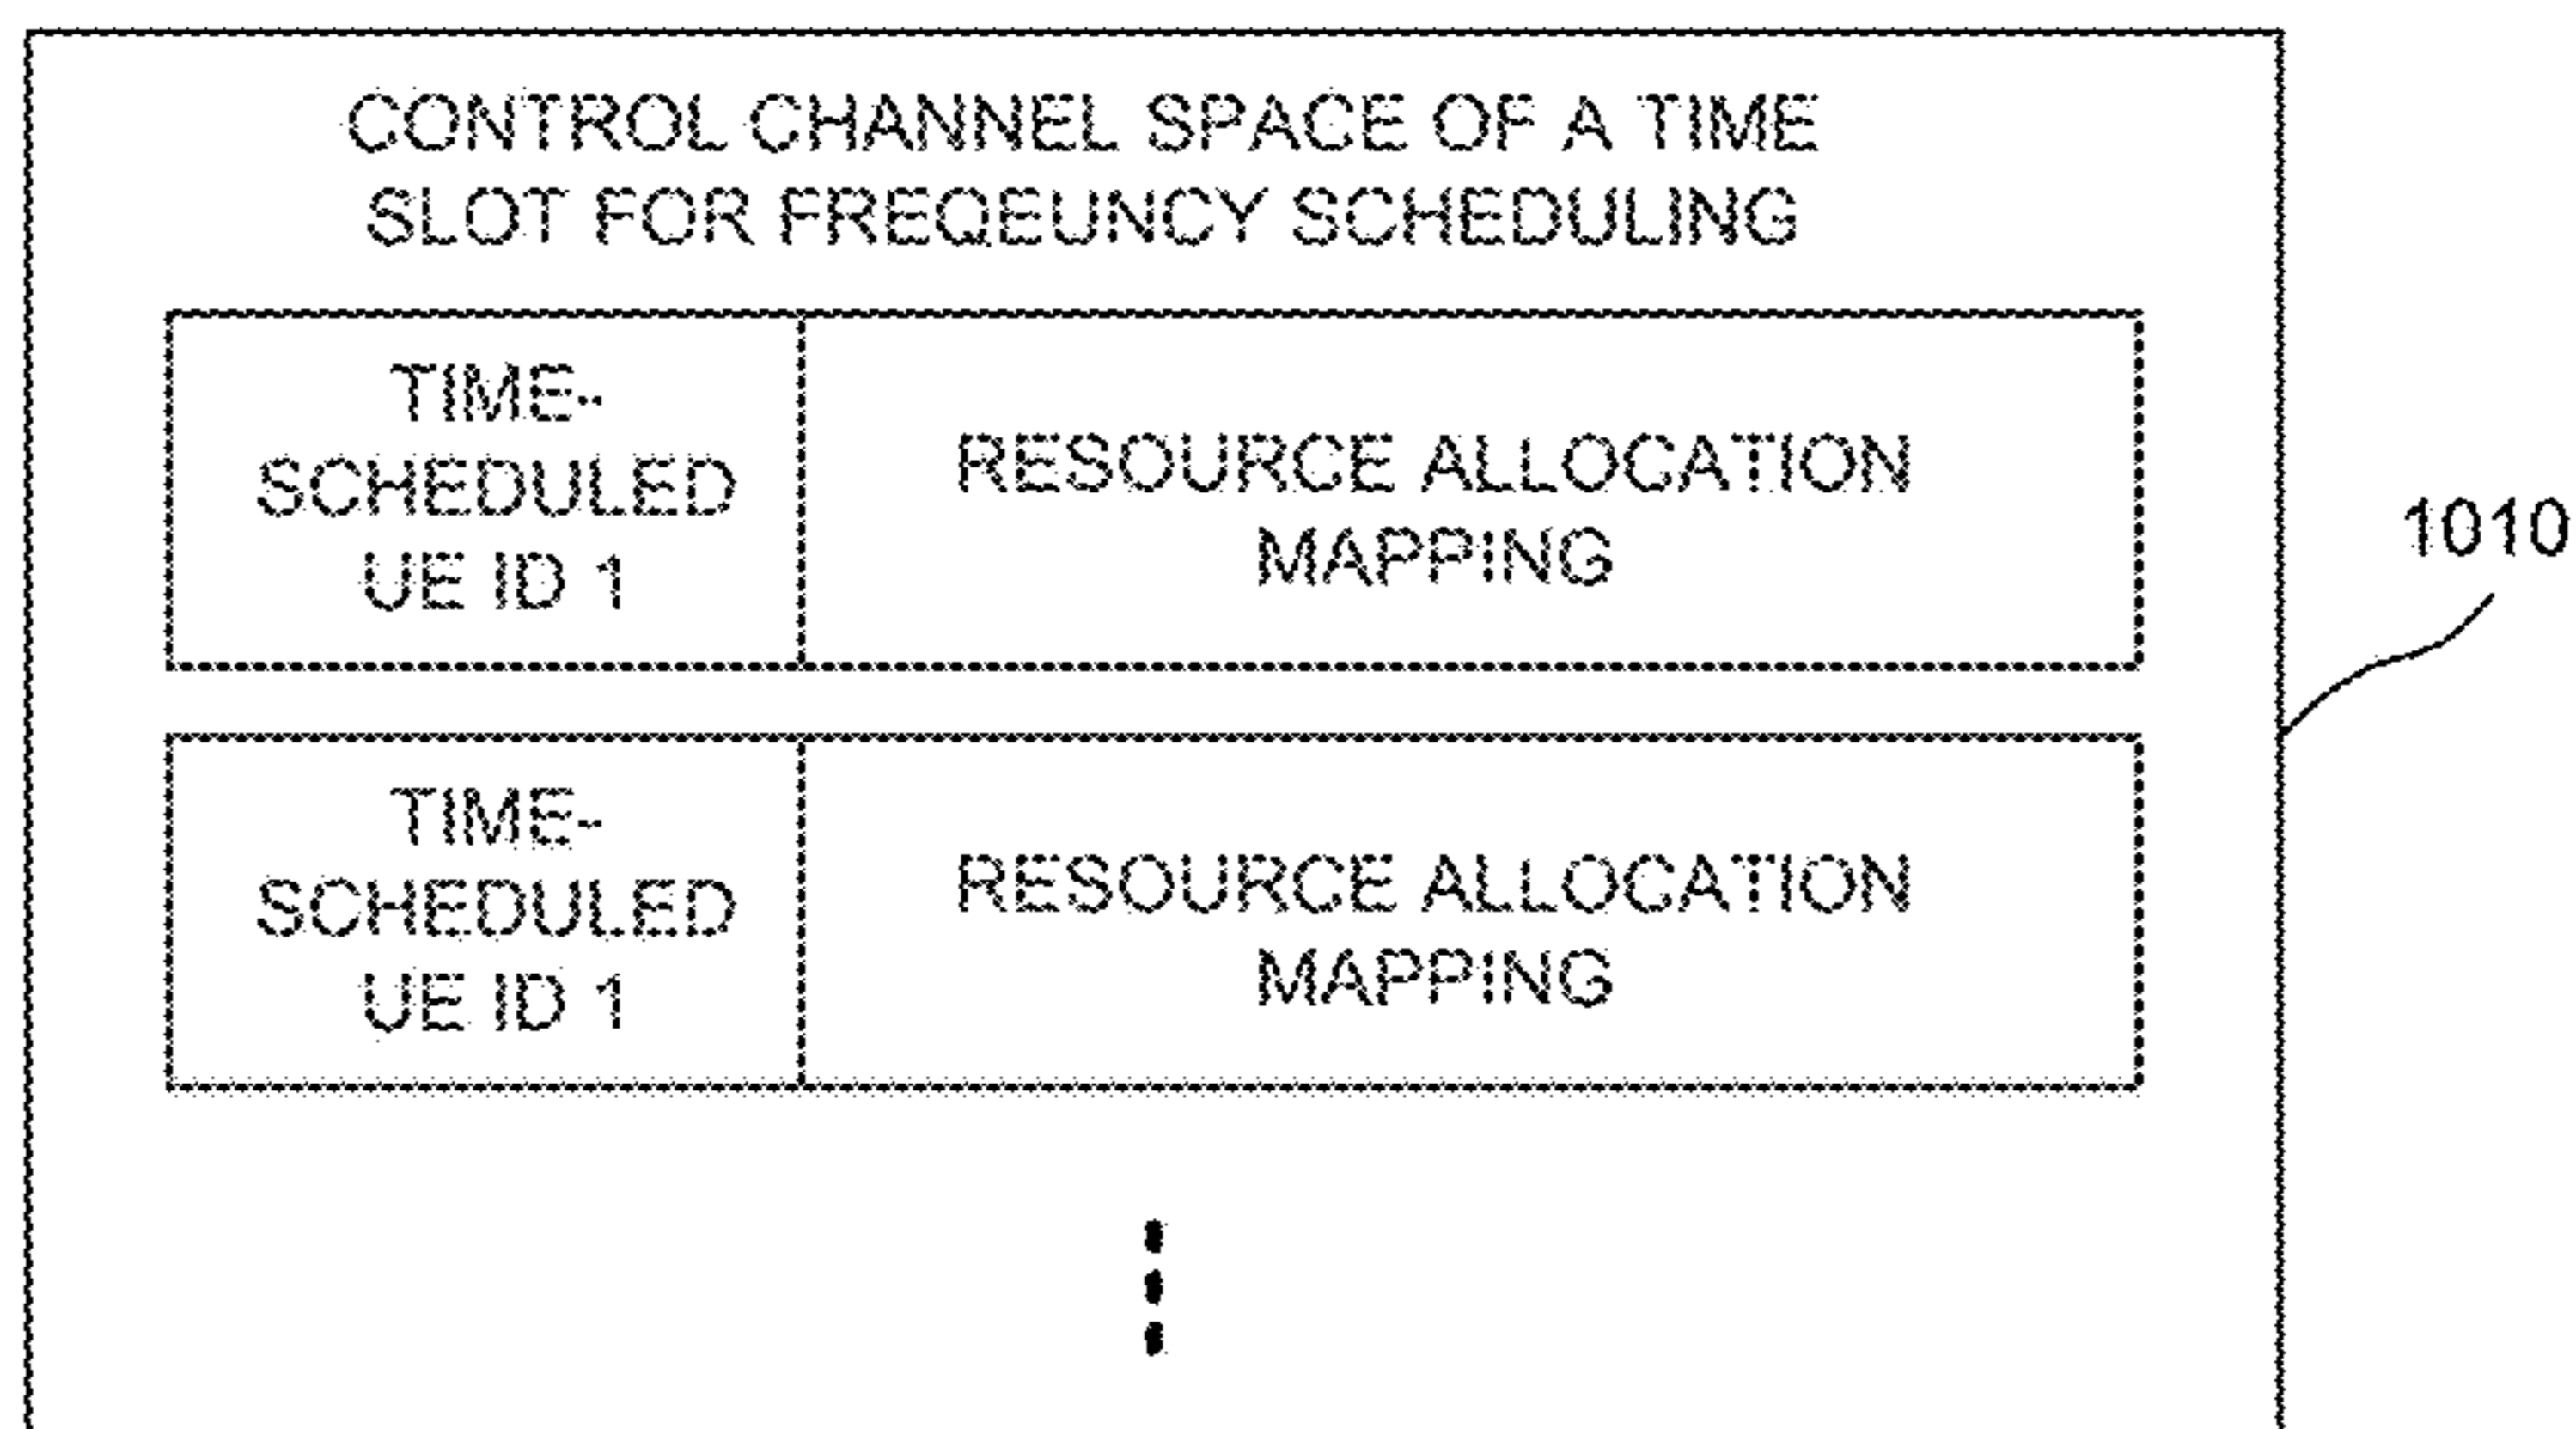 CONTROL CHANNEL SPACE OF A TIME
SLOT FOR FREQEUNCY SCHEDULING
TIME-
SCHEDULED
UE ID 1
RESOURCE ALLOCATION
MAPPING
1010
TIME-
SCHEDULED
UE ID 1
RESOURCE ALLOCATION
MAPPING